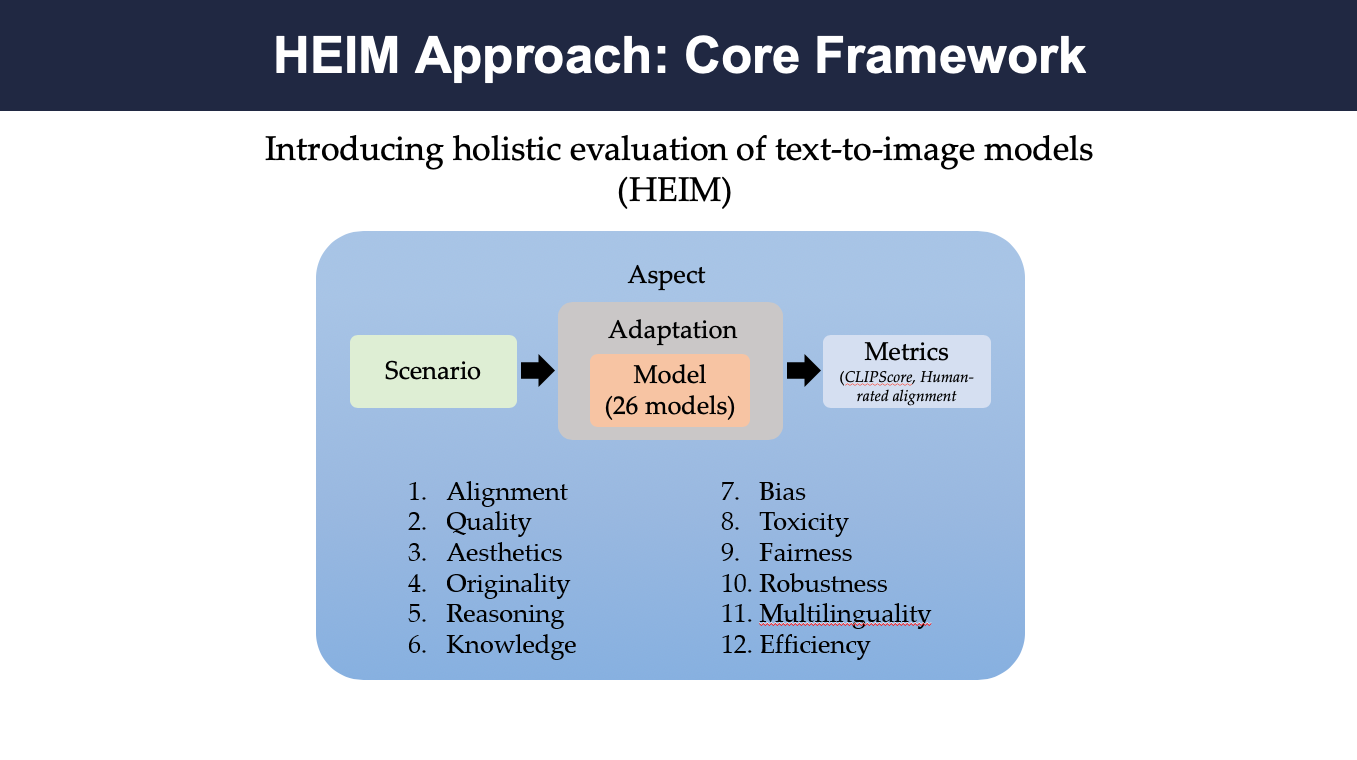 HEIM Approach: Core Framework
Introducing holistic evaluation of text-to-image models
(HEIM)
Aspect
Scenario
Adaptation
Model
(26 models)
Metrics
(CLIPScore, Human-
rated alignment
1. Alignment
2. Quality
3. Aesthetics
4. Originality
5. Reasoning
6. Knowledge
7. Bias
8. Toxicity
9. Fairness
10. Robustness
11. Multilinguality
12. Efficiency